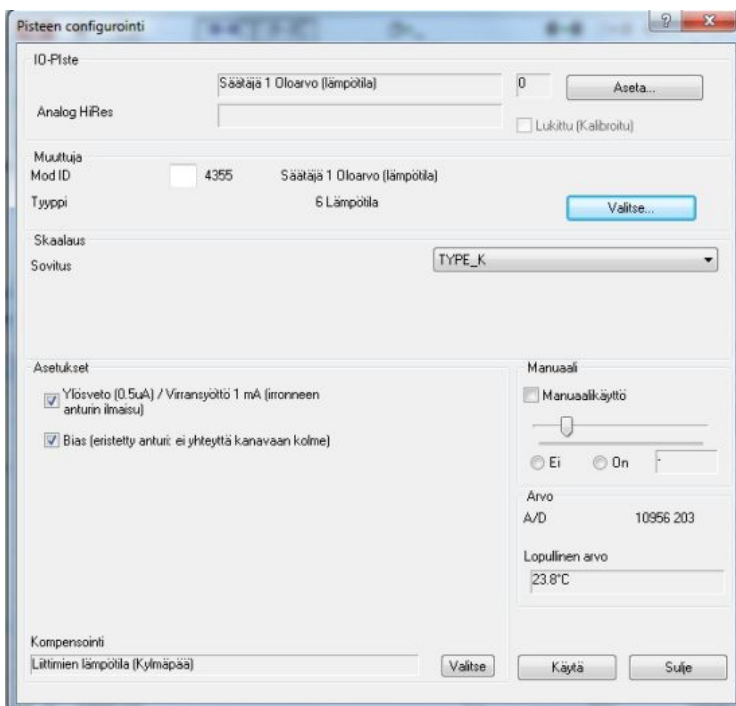 Pisteen configurointi
IO-PIste
Säätäjä 1 Oloarvo (lämpötila)
0
Aseta...
Analog HiRes
Lukittu (Kalibroitu)
Muuttuja
Mod ID
4355
Säätäjä 1 Oloarvo (lämpötila)
Tyyppi
6 Lämpötila
Valitse...
Skaalaus
Sovitus
TYPE_K
Asetukset
Ylösveto (0.5uA) / Virransyöttö 1 mA (irronneen
anturin ilmaisu)
Bias (eristetty anturi: ei yhteyttä kanavaan kolme)
Manuaali
Manuaalikäyttö
Ei
On
-
Arvo
A/D
10956 203
Lopullinen arvo
23.8°C
Kompensointi
Liittimien lämpötila (Kylmäpää)
Valitse
Käytä
Sulje